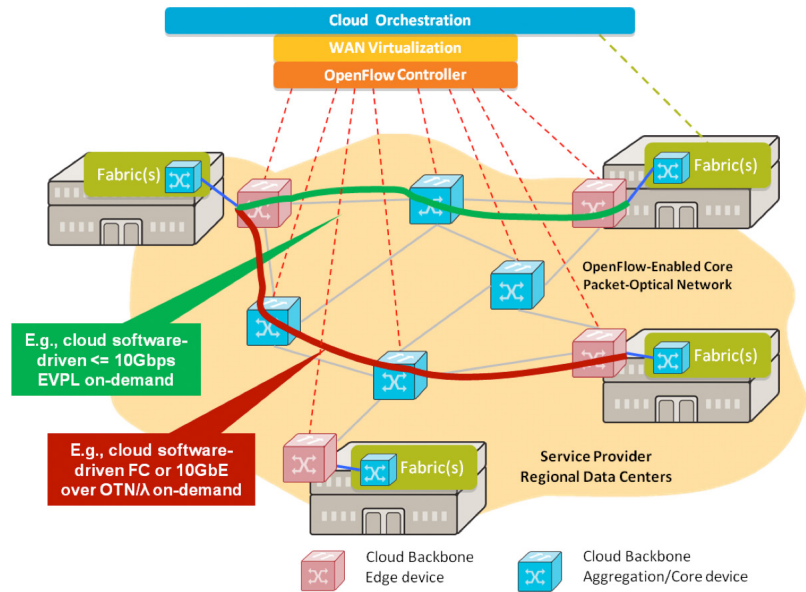 Cloud Orchestration
WAN Virtualization
OpenFlow Controller
Fabric(s)
Fabric(s)
OpenFlow-Enabled Core
Packet-Optical Network
E.g., cloud software-
driven <= 10Gbps
EVPL on-demand
Fabric(s)
E.g., cloud software-
driven FC or 10GbE
over OTN/λ on-demand
Fabric(s)
Service Provider
Regional Data Centers
Cloud Backbone
Edge device
Cloud Backbone
Aggregation/Core device